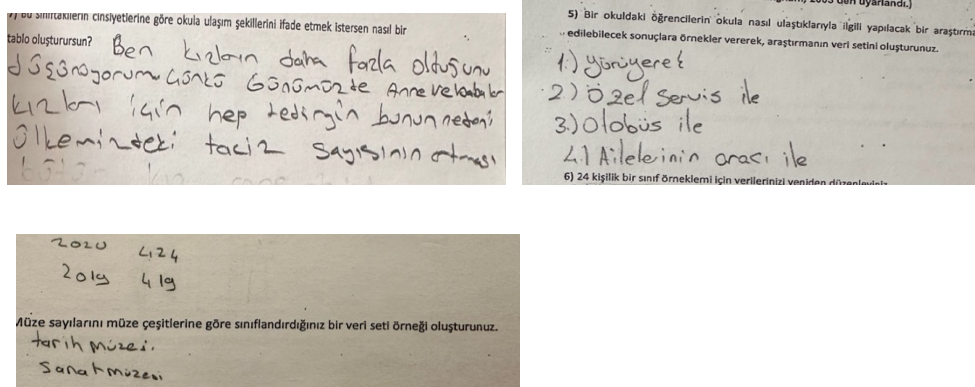 7) Bu sınıftakilerin cinsiyetlerine göre okula ulaşım şekillerini ifade etmek istersen nasıl bir
tablo oluşturursun?
Ben kızların daha fazla olduğunu
düşünüyorum çünkü Günümüzde Anne ve babalar
kızları için hep tedirgin bunun nedeni
Ülkemizdeki taciz sayısının artması
uyarlandı.)
5) Bir okuldaki öğrencilerin okula nasıl ulaştıklarıyla ilgili yapılacak bir araştırma
edilebilecek sonuçlara örnekler vererek, araştırmanın veri setini oluşturunuz.
1.) yürüyerek
2) Özel servis ile
3.) Otobüs ile
4.) Ailelerinin aracı ile
6) 24 kişilik bir sınıf örneklemi için verilerinizi yeniden düzenleyiniz
2020 424
2019 419
Müze sayılarını müze çeşitlerine göre sınıflandırdığınız bir veri seti örneği oluşturunuz.
tarih müzesi.
Sanat müzesi